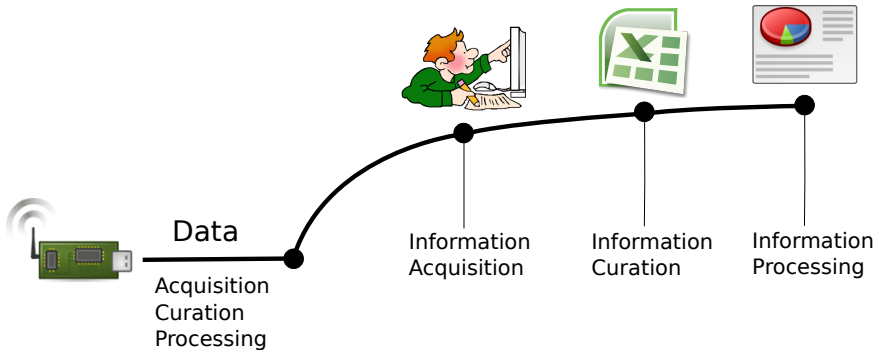 Data
Acquisition
Curation
Processing
Information
Acquisition
Information
Curation
Information
Processing